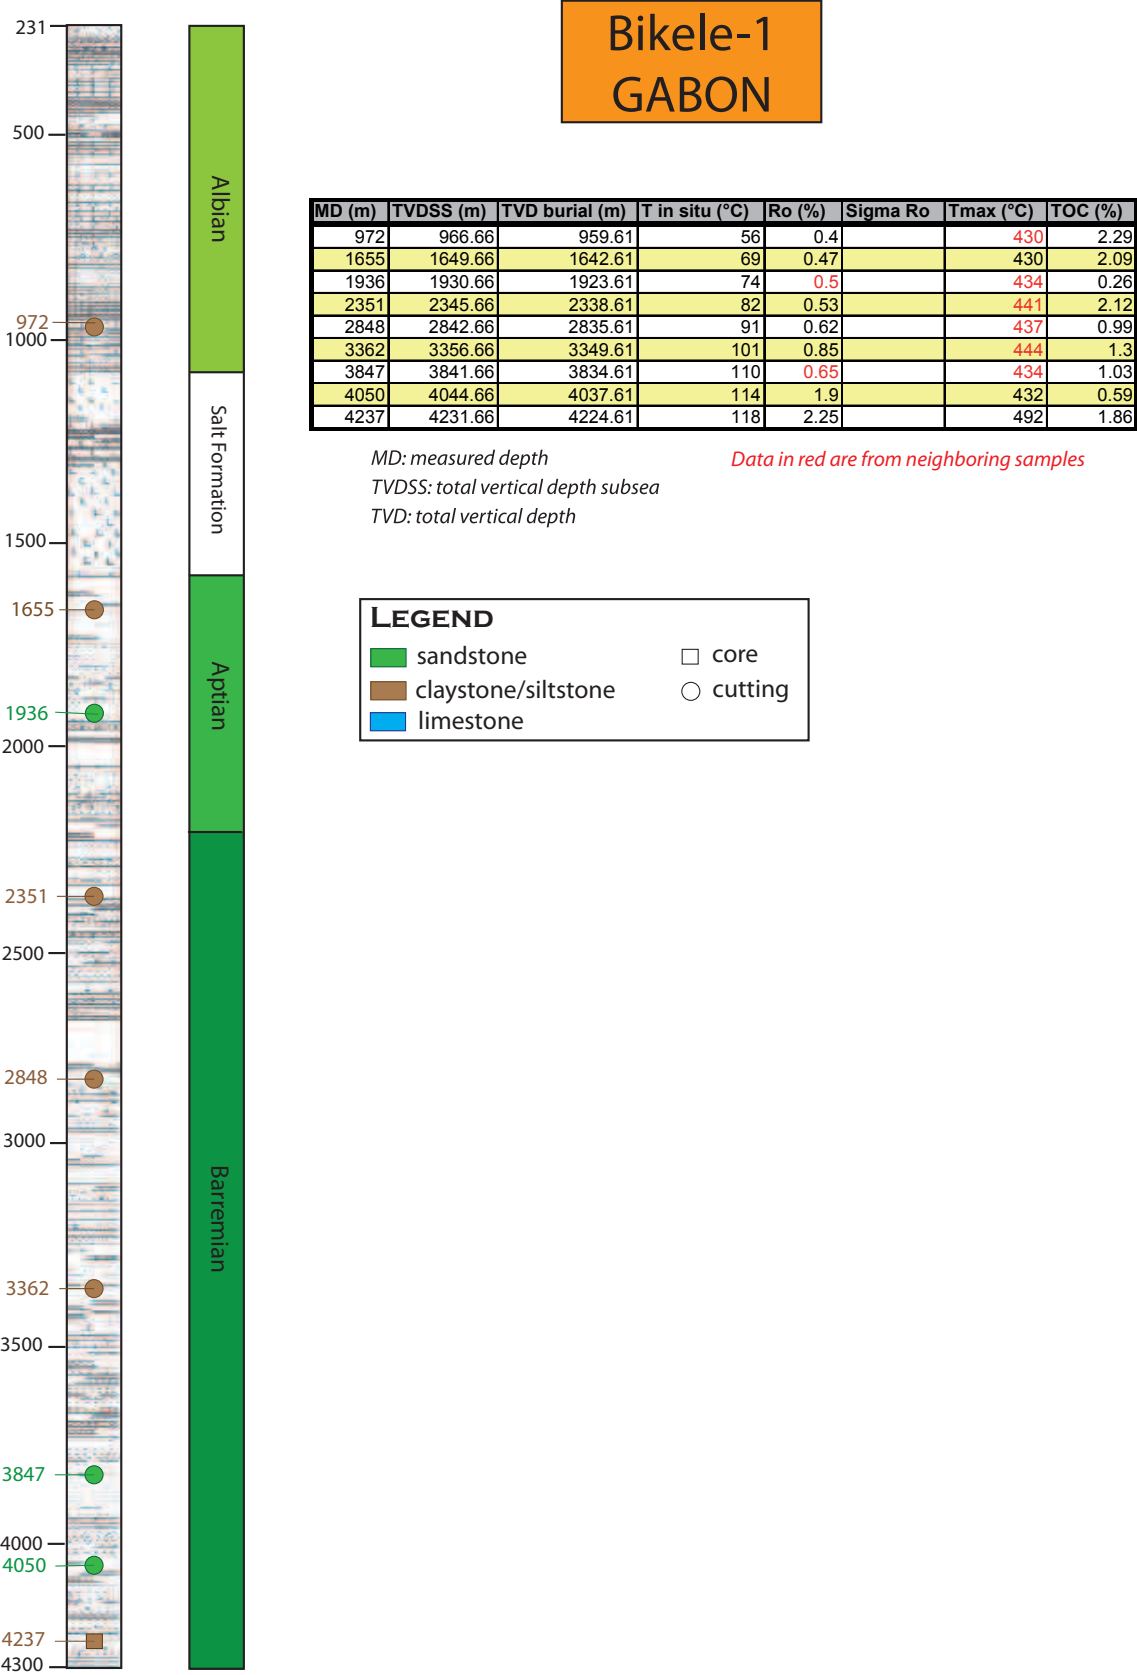 Bikele-1
GABON
231
500
972
1000
1500
1655
1936
2000
2351
2500
2848
3000
3362
3500
3847
4000
4050
4237
4300
Albian
Salt Formation
Aptian
Barremian
MD (m) TVDSS (m) TVD burial (m) T in situ (°C) Ro (%) Sigma Ro Tmax (°C) TOC (%)
972 966.66 959.61 56 0.4 430 2.29
1655 1649.66 1642.61 69 0.47 430 2.09
1936 1930.66 1923.61 74 0.5 434 0.26
2351 2345.66 2338.61 82 0.53 441 2.12
2848 2842.66 2835.61 91 0.62 437 0.99
3362 3356.66 3349.61 101 0.85 444 1.3
3847 3841.66 3834.61 110 0.65 434 1.03
4050 4044.66 4037.61 114 1.9 432 0.59
4237 4231.66 4224.61 118 2.25 492 1.86
MD: measured depth
TVDSS: total vertical depth subsea
TVD: total vertical depth
Data in red are from neighboring samples
LEGEND
sandstone
claystone/siltstone
limestone
core
cutting